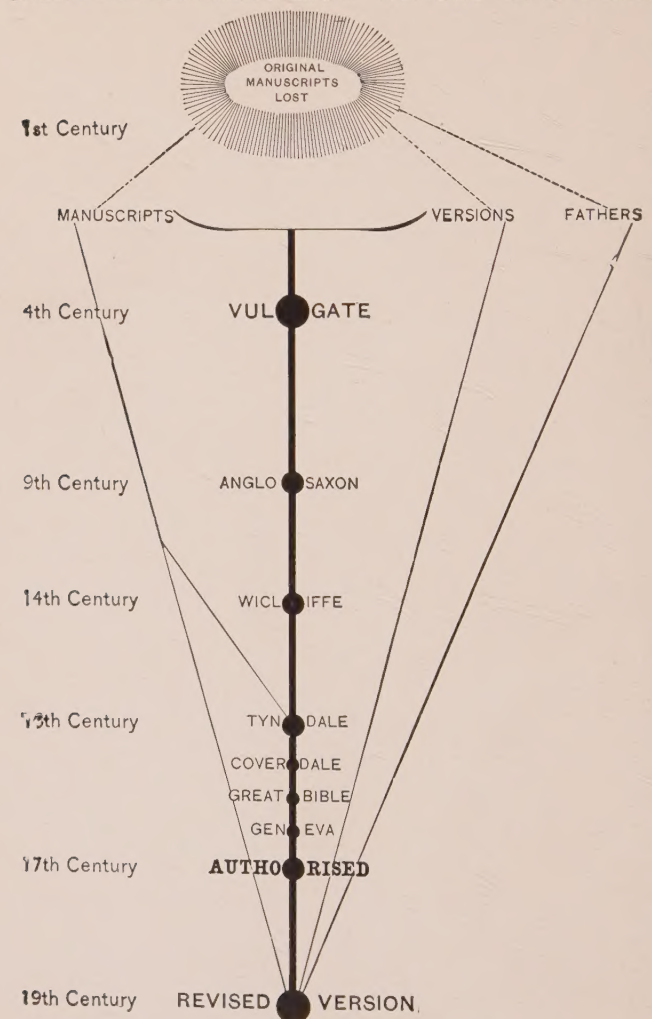 ORIGINAL
MANUSCRIPTS
LOST
1st Century
MANUSCRIPTS VERSIONS FATHERS
4th Century VULGATE
9th Century ANGLO SAXON
14th Century WICLIFFE
Century TYNDALE
COVERDALE
GREAT BIBLE
GENEVA
17th Century AUTHORISED
19th Century REVISED VERSION